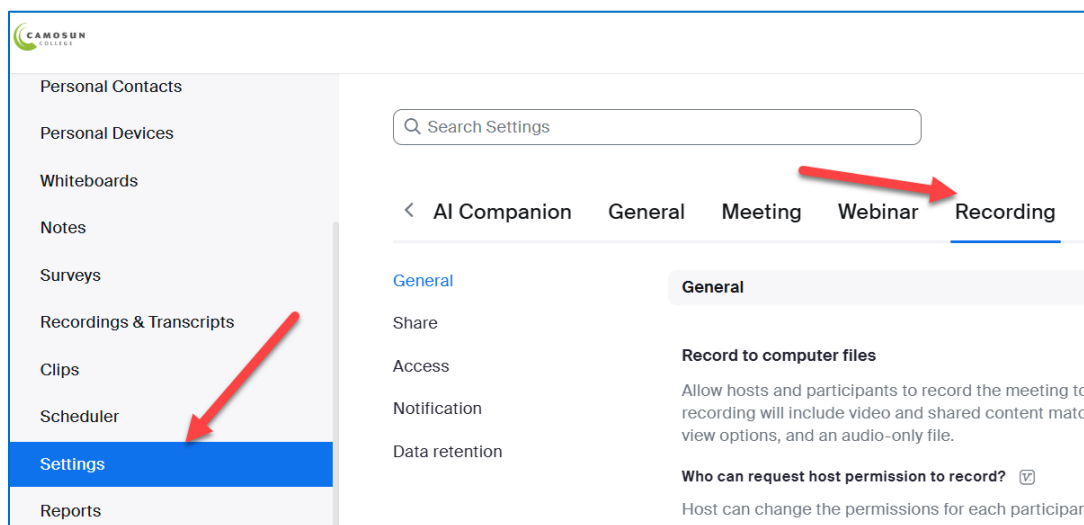 CAMOSUN
COLLEGE
Personal Contacts
Personal Devices
Whiteboards
Notes
Surveys
Recordings & Transcripts
Clips
Scheduler
Settings
Reports
Search Settings
AI Companion General Meeting Webinar Recording
General
Share
Access
Notification
Data retention
General
Record to computer files
Allow hosts and participants to record the meeting to
recording will include video and shared content matc
view options, and an audio-only file.
Who can request host permission to record?
Host can change the permissions for each participan